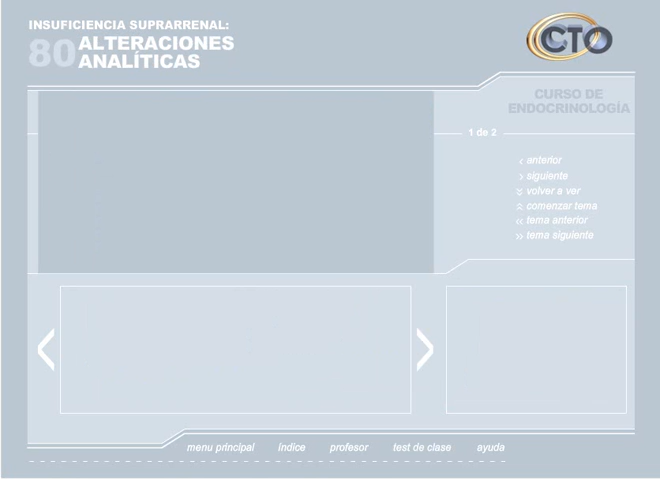 INSUFICIENCIA SUPRARRENAL:
80 ALTERACIONES
ANALÍTICAS
CTO
CURSO DE
ENDOCRINOLOGÍA
1 de 2
‹ anterior
› siguiente
volver a ver
comenzar tema
‹‹ tema anterior
›› tema siguiente
menu principal índice profesor test de clase ayuda